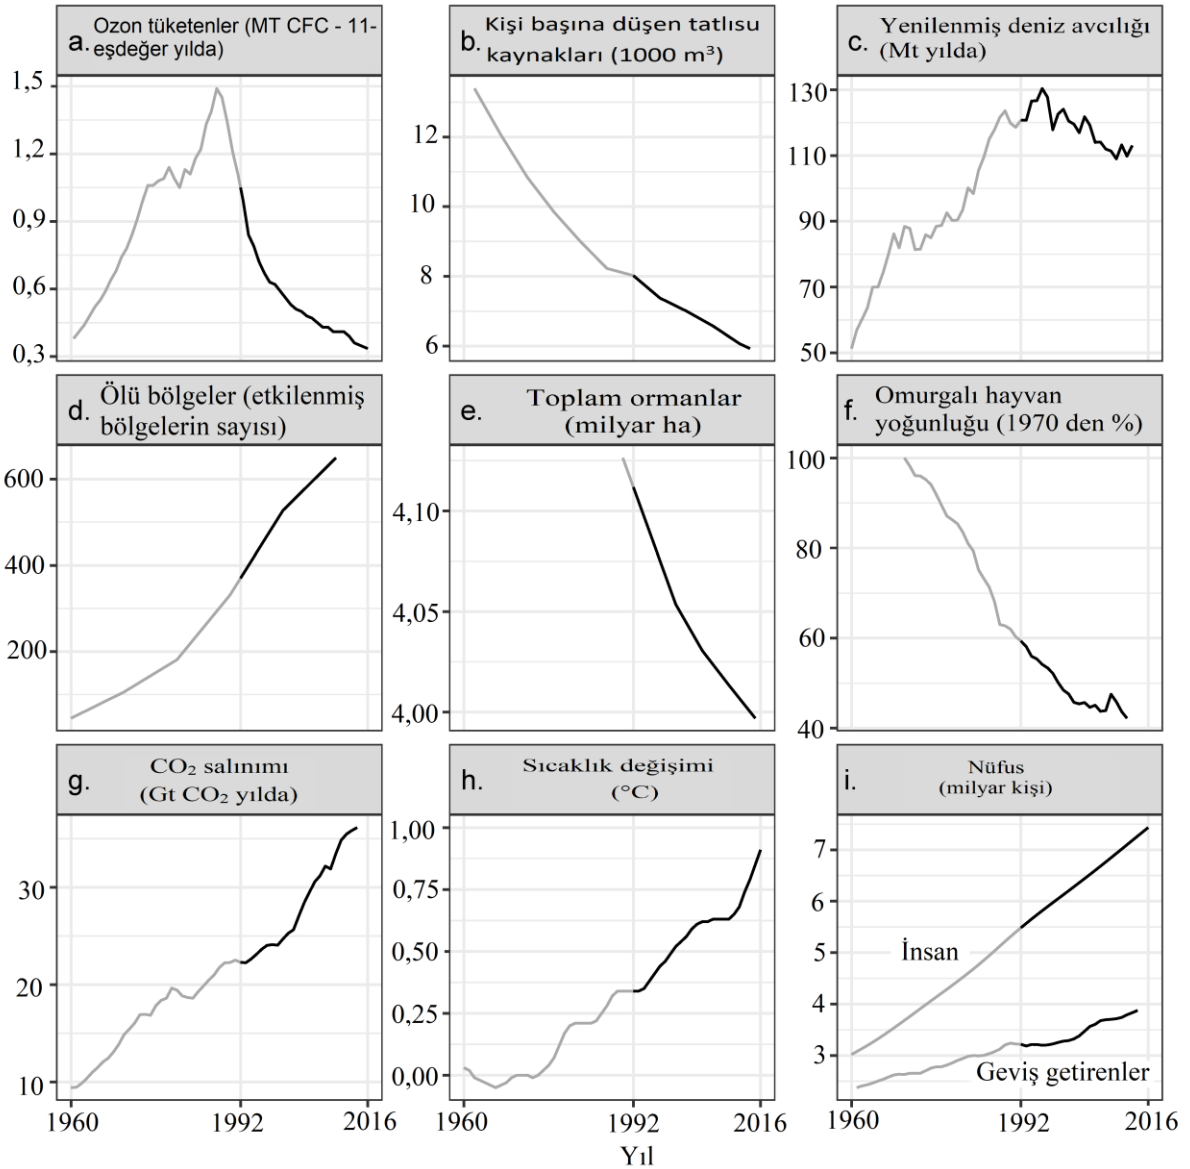 a. Ozon tüketenler (MT CFC - 11-
eşdeğer yılda)
1,5
1,2
0,9
0,6
0,3
b. Kişi başına düşen tatlısu
kaynakları (1000 m³)
12
10
8
6
c. Yenilenmiş deniz avcılığı
(Mt yılda)
130
110
90
70
50
d. Ölü bölgeler (etkilenmiş
bölgelerin sayısı)
600
400
200
e. Toplam ormanlar
(milyar ha)
4,10
4,05
4,00
f. Omurgalı hayvan
yoğunluğu (1970 den %)
100
80
60
40
g. CO₂ salınımı
(Gt CO₂ yılda)
30
20
10
1960 1992 2016
h. Sıcaklık değişimi
(°C)
1,00
0,75
0,50
0,25
0,00
1960 1992 2016
i. Nüfus
(milyar kişi)
7
6
5
4
3
İnsan
Geviş getirenler
1960 1992 2016
Yıl